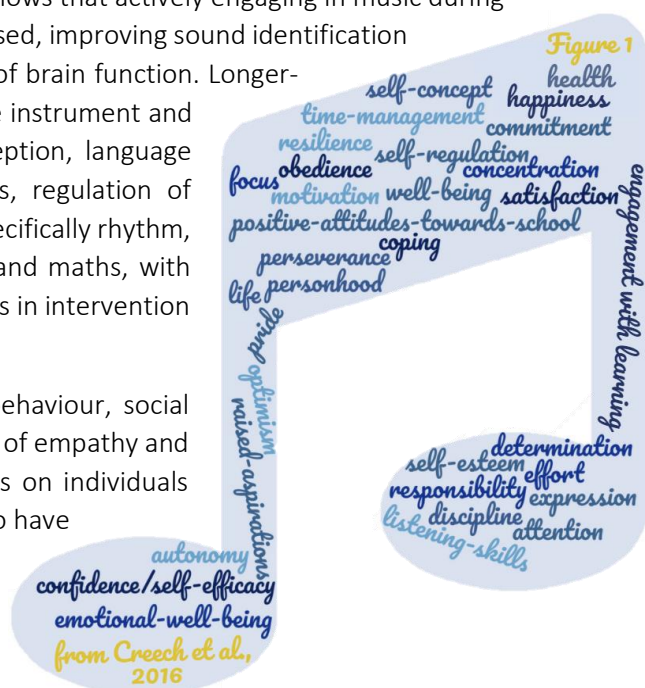 hows that actively engaging in music during
sed, improving sound identification
of brain function. Longer-
e instrument and
eption, language
s, regulation of
ecifically rhythm,
and maths, with
s in intervention
ehaviour, social
of empathy and
s on individuals
o have
Figure 1
health
self-concept
happiness
time-management
commitment
resilience
self-regulation
obedience
concentration
focus
motivation
well-being
satisfaction
positive-attitudes-towards-school
coping
perseverance
life
personhood
engagement with learning
pride
optimism
raised-aspirations
determination
self-esteem
effort
responsibility
expression
discipline
attention
listening-skills
autonomy
confidence/self-efficacy
emotional-well-being
from Creech et al.,
2016